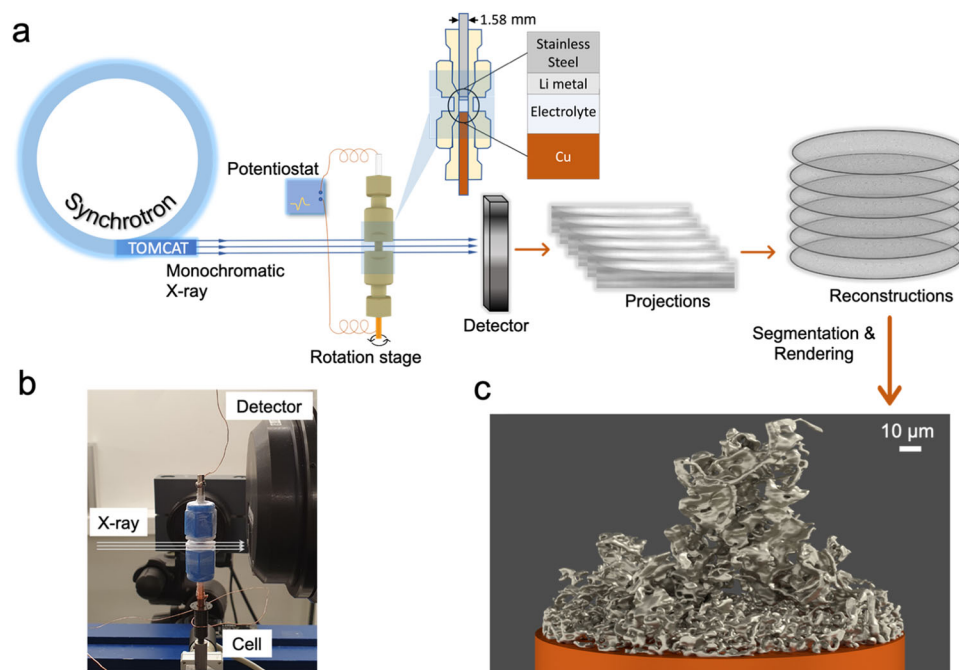 a
1.58 mm
Stainless
Steel
Li metal
Electrolyte
Cu
Potentiostat
Synchrotron
TOMCAT
Monochromatic
X-ray
Rotation stage
Detector
Projections
Reconstructions
Segmentation &
Rendering
b
Detector
X-ray
Cell
c
10 µm